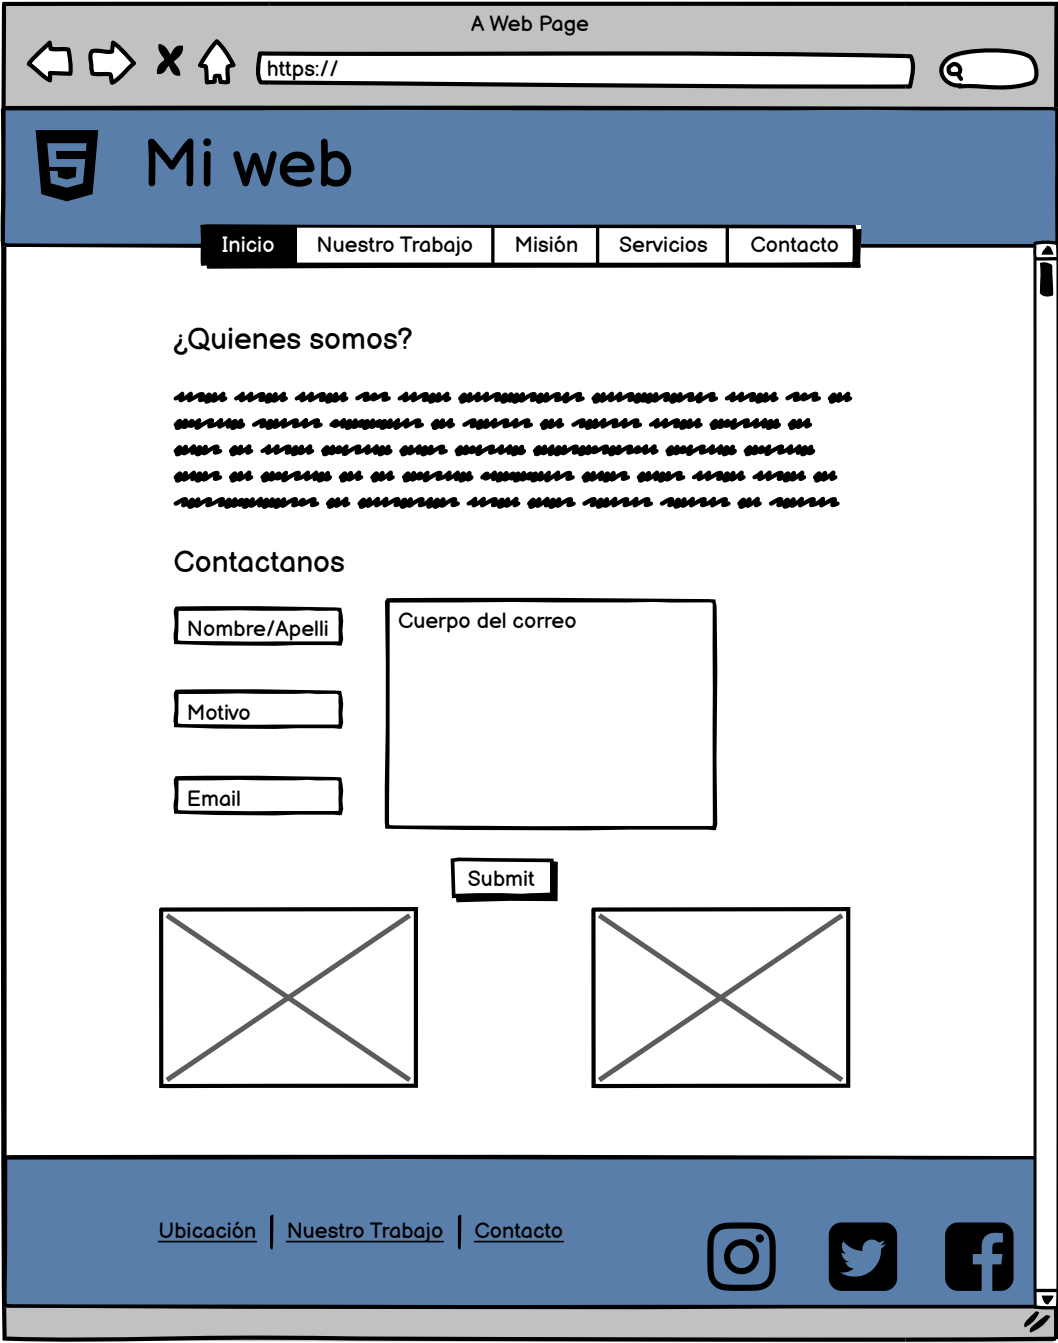 A Web Page
https://
Mi web
Inicio
Nuestro Trabajo
Misión
Servicios
Contacto
¿Quienes somos?
Contactanos
Nombre/Apelli
Cuerpo del correo
Motivo
Email
Submit
Ubicación
Nuestro Trabajo
Contacto